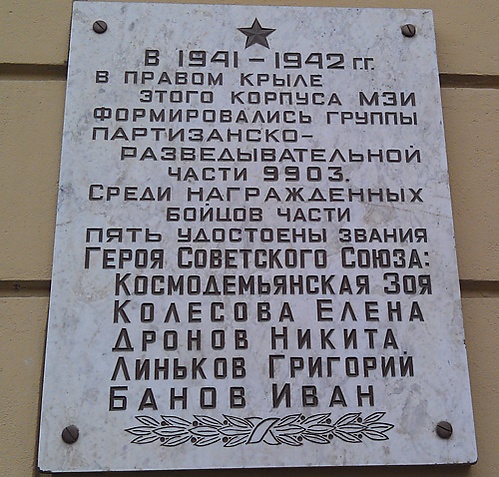 В 1941 – 1942 г.г.
В ПРАВОМ КРЫЛЕ
ЭТОГО КОРПУСА МЭИ
ФОРМИРОВАЛИСЬ ГРУППЫ
ПАРТИЗАНСКО–
РАЗВЕДЫВАТЕЛЬНОЙ
ЧАСТИ 9903.
СРЕДИ НАГРАЖДЕННЫХ
БОЙЦОВ ЧАСТИ
ПЯТЬ УДОСТОЕНЫ ЗВАНИЯ
ГЕРОЯ СОВЕТСКОГО СОЮЗА:
КОСМОДЕМЬЯНСКАЯ ЗОЯ
КОЛЕСОВА ЕЛЕНА
ДРОНОВ НИКИТА
ЛИНЬКОВ ГРИГОРИЙ
БАНОВ ИВАН